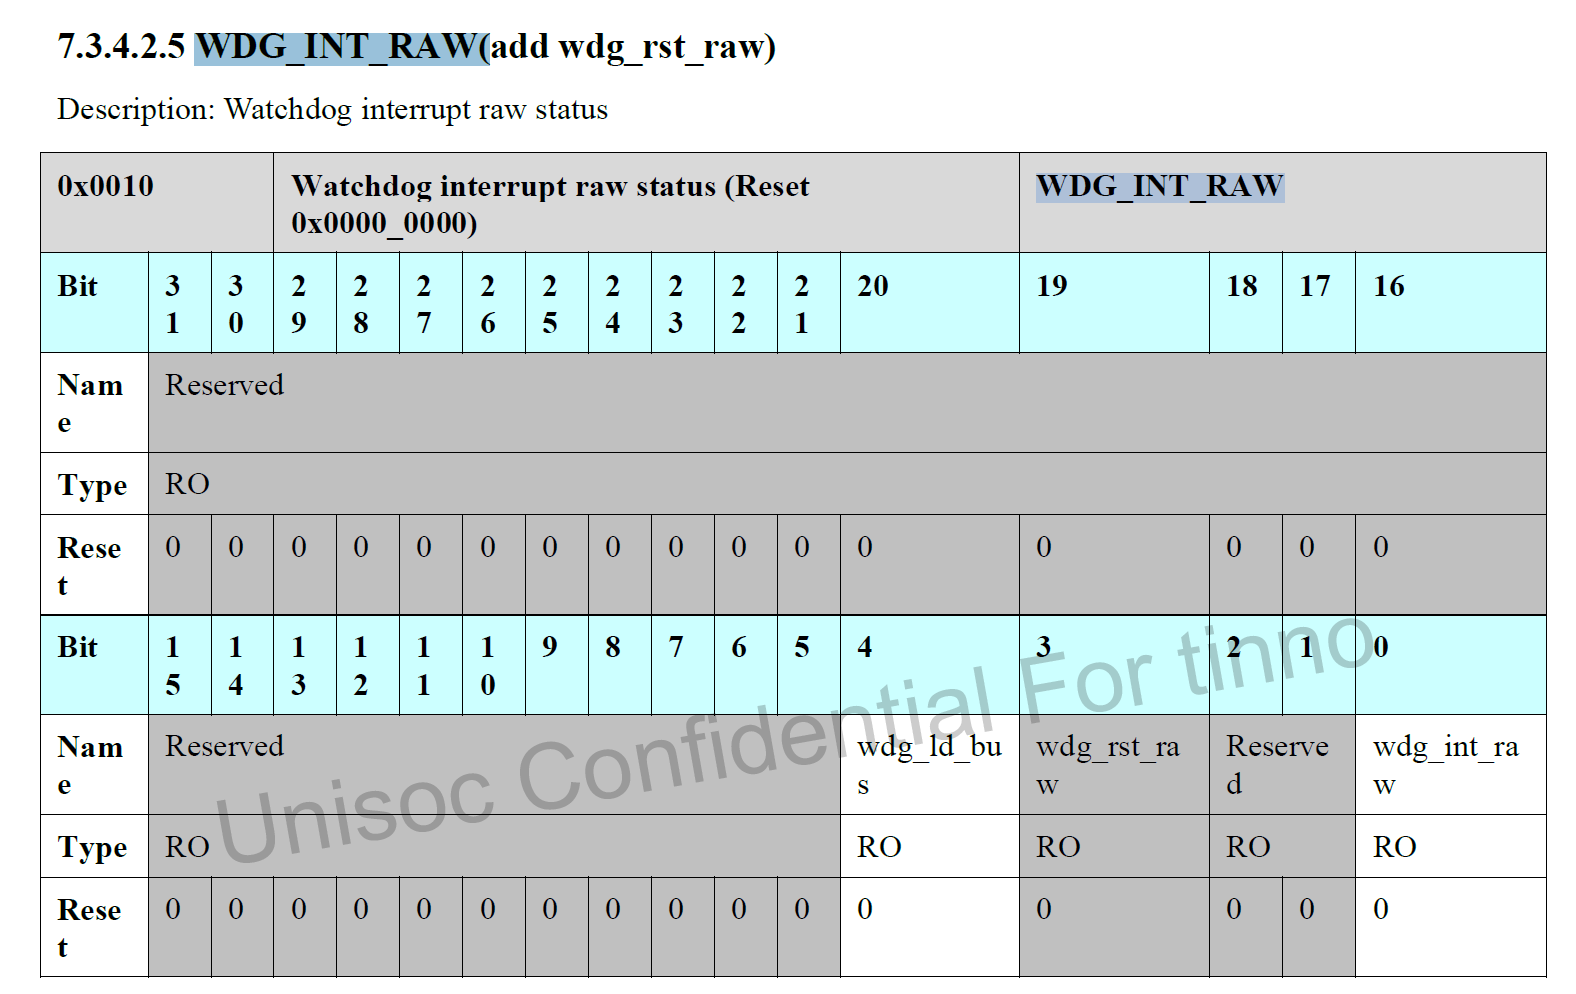 7.3.4.2.5 WDG_INT_RAW(add wdg_rst_raw)
Description: Watchdog interrupt raw status
0x0010 Watchdog interrupt raw status (Reset 0x0000_0000) WDG_INT_RAW
Bit 31 30 29 28 27 26 25 24 23 22 21 20 19 18 17 16
Name Reserved
Type RO
Reset 0 0 0 0 0 0 0 0 0 0 0 0 0 0 0 0
Bit 15 14 13 12 11 10 9 8 7 6 5 4 3 2 1 0
Name Reserved wdg_ld_bus wdg_rst_raw Reserved wdg_int_raw
Type RO RO RO RO RO
Reset 0 0 0 0 0 0 0 0 0 0 0 0 0 0 0 0
Unisoc Confidential For tinno